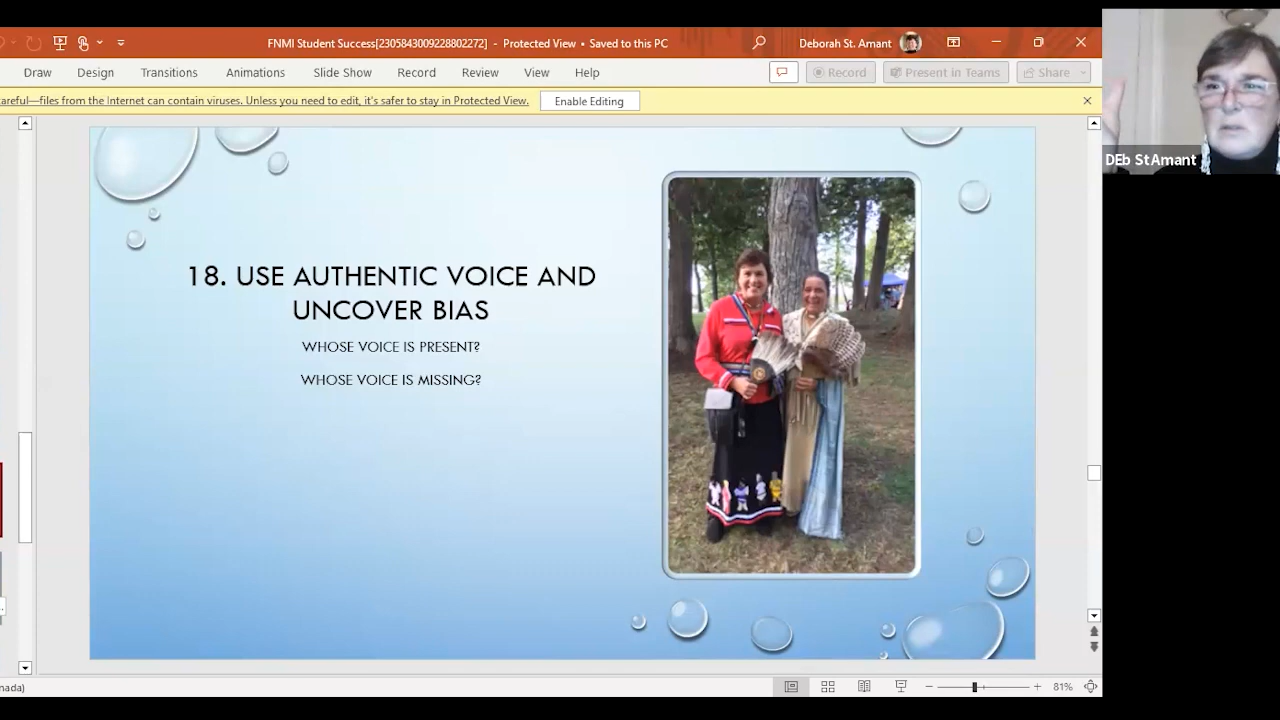 FNMI Student Success[2305843009228802272] - Protected View • Saved to this PC
Deborah St. Amant
Draw Design Transitions Animations Slide Show Record Review View Help
Record Present in Teams Share
careful—files from the Internet can contain viruses. Unless you need to edit, it's safer to stay in Protected View. Enable Editing
DEb StAmant
18. USE AUTHENTIC VOICE AND
UNCOVER BIAS
WHOSE VOICE IS PRESENT?
WHOSE VOICE IS MISSING?
81%